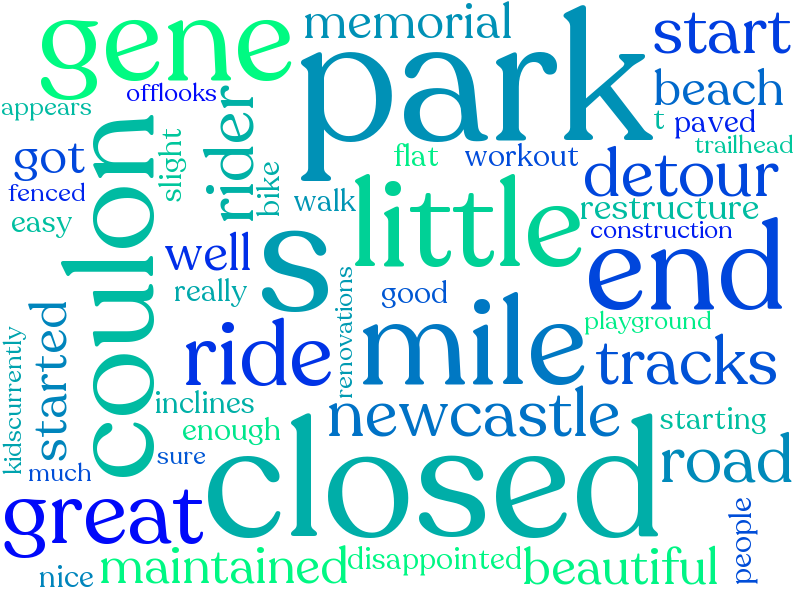 gene
memorial
park
start
beach
t
paved
trailhead
appears
offlooks
rider
bike
slight
coulon
got
fenced
easy
flat
workout
walk
detour
restructure
construction
little
s
well
really
end
good
renovations
playground
ride
mile
tracks
started
kidscurrently
inclines
enough
newcastle
starting
sure
much
closed
road
great
people
nice
maintained
disappointed
beautiful